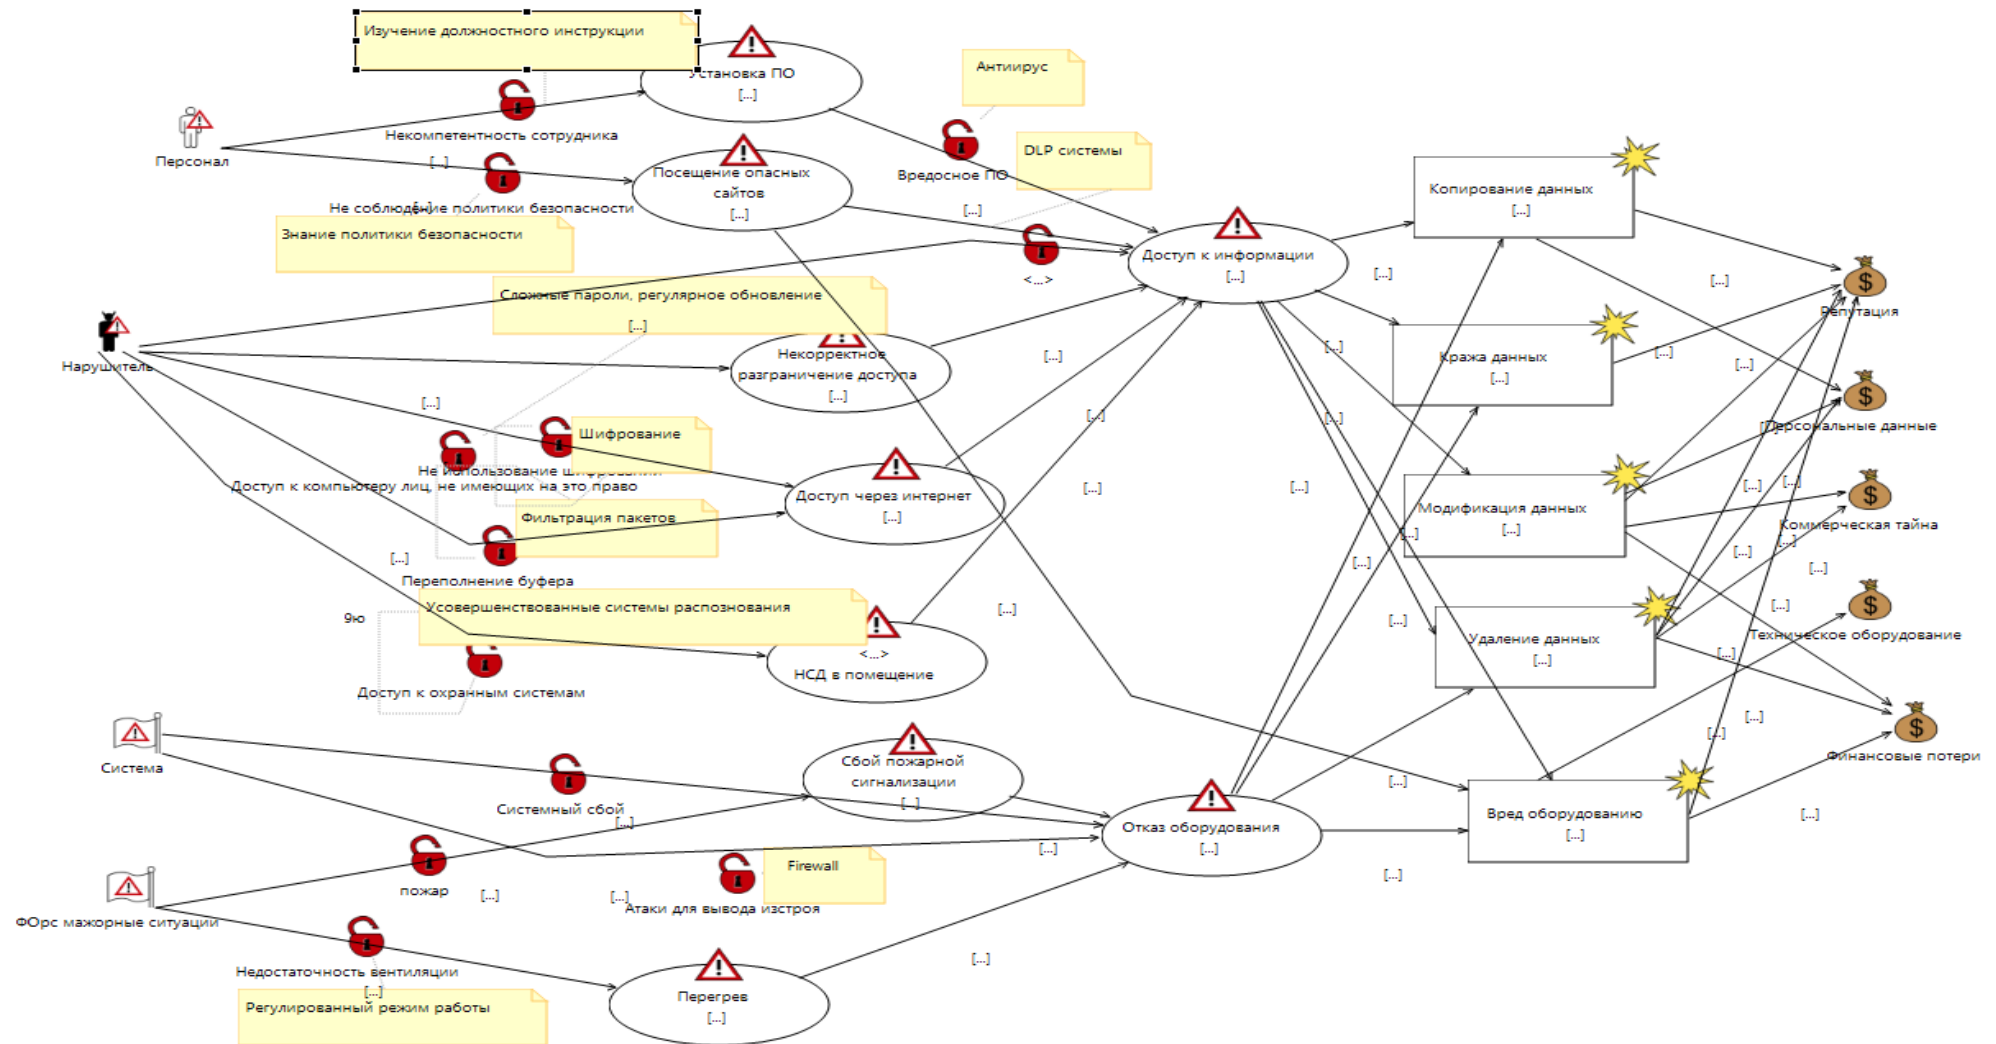 Изучение должностного инструкции
Установка ПО
[...]
Антиирус
Некомпетентность сотрудника
[...]
Персонал
DLP системы
Вредосное ПО
[...]
Посещение опасных
сайтов
[...]
Не соблюдение политики безопасности
[...]
Знание политики безопасности
Копирование данных
[...]
Доступ к информации
[...]
<...>
[...]
[...]
Сложные пароли, регулярное обновление
[...]
Репутация
Нарушитель
Некорректное
разграничение доступа
[...]
[...]
[...]
Кража данных
[...]
[...]
[...]
[...]
[...]
[...]
Шифрование
[...]
Персональные данные
Не использование шифрования
Доступ к компьютеру лиц, не имеющих на это право
Доступ через интернет
[...]
[...]
[...]
[...]
[...]
Модификация данных
[...]
Фильтрация пакетов
Коммерческая тайна
[...]
[...]
[...]
[...]
[...]
[...]
Переполнение буфера
Усовершенствованные системы распознования
[...]
[...]
9ю
[...]
Техническое оборудование
Удаление данных
[...]
<...>
НСД в помещение
[...]
Доступ к охранным системам
[...]
[...]
Система
Сбой пожарной
сигнализации
[...]
Финансовые потери
[...]
Системный сбой
[...]
Отказ оборудования
[...]
Вред оборудованию
[...]
[...]
[...]
Firewall
пожар
[...]
[...]
[...]
Атаки для вывода изстроя
ФОрс мажорные ситуации
[...]
Недостаточность вентиляции
[...]
Регулированный режим работы
Перегрев
[...]